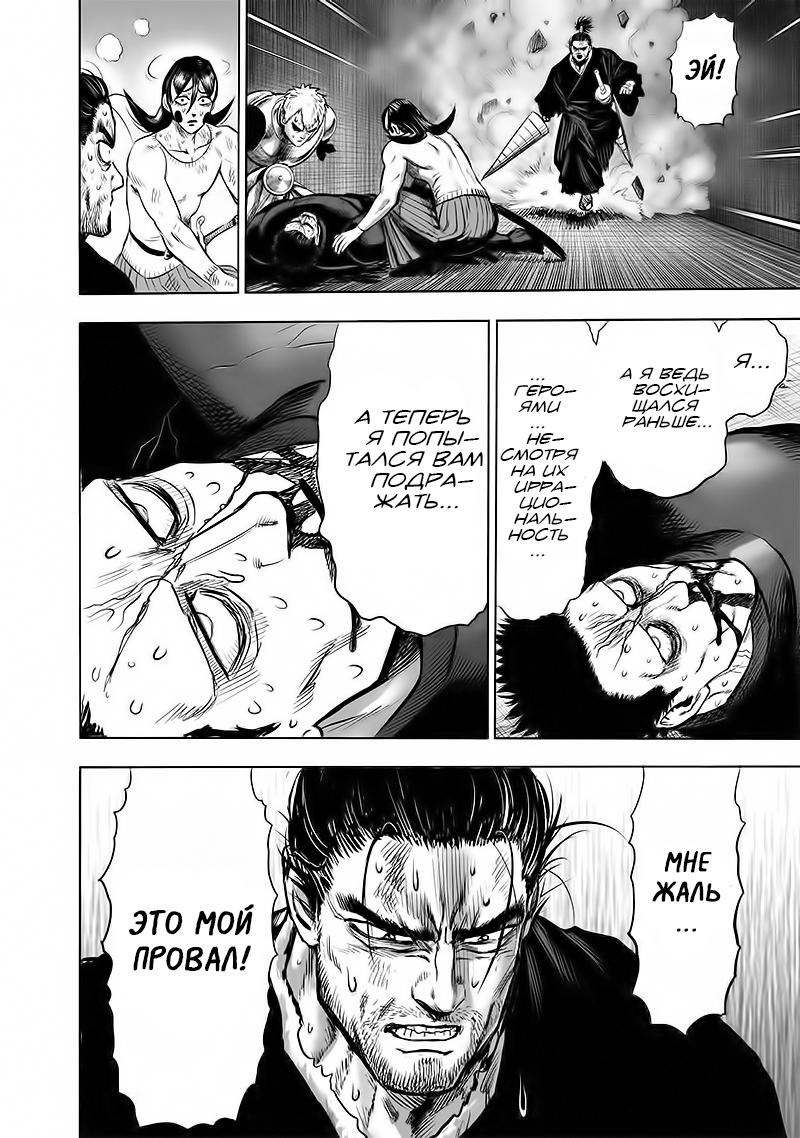 ЭЙ!
Я...
А Я ВЕДЬ
ВОСХИ-
ЩАЛСЯ
РАНЬШЕ...
...
ГЕРО-
ЯМИ
...
НЕ-
СМОТРЯ
НА ИХ
ИРРА-
ЦИО-
НАЛЬ-
НОСТЬ
...
А ТЕПЕРЬ
Я ПОПЫ-
ТАЛСЯ ВАМ
ПОДРА-
ЖАТЬ...
МНЕ
ЖАЛЬ
...
ЭТО МОЙ
ПРОВАЛ!